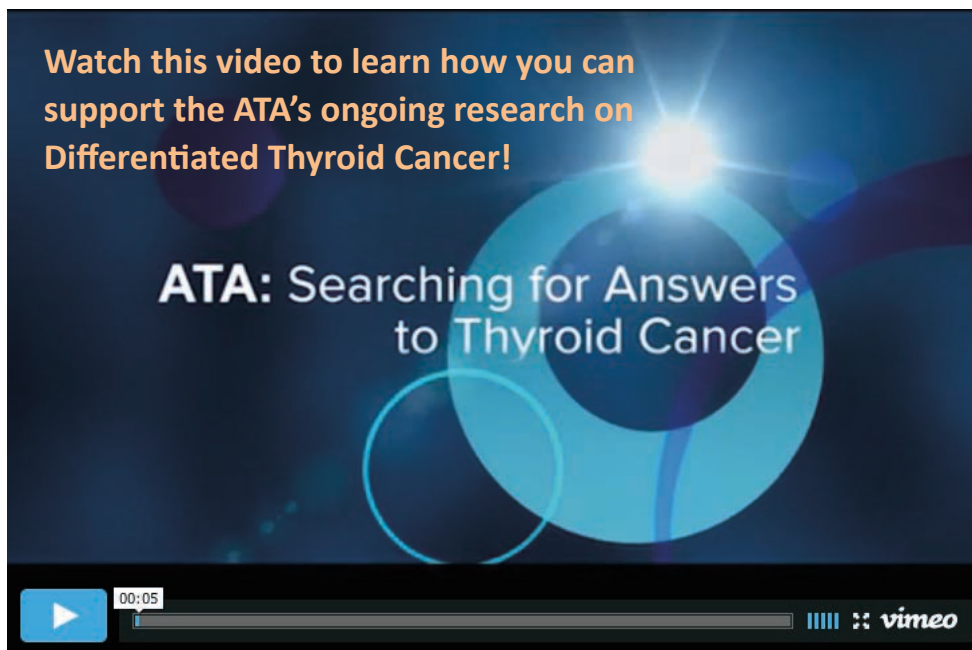 Watch this video to learn how you can
support the ATA’s ongoing research on
Differentiated Thyroid Cancer!
ATA: Searching for Answers
to Thyroid Cancer
00:05
vimeo